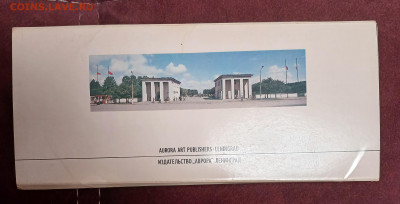 COINS.LAVE.RU
AURORA ART PUBLISHERS·LENINGRAD
ИЗДАТЕЛЬСТВО „АВРОРА“ ЛЕНИНГРАД